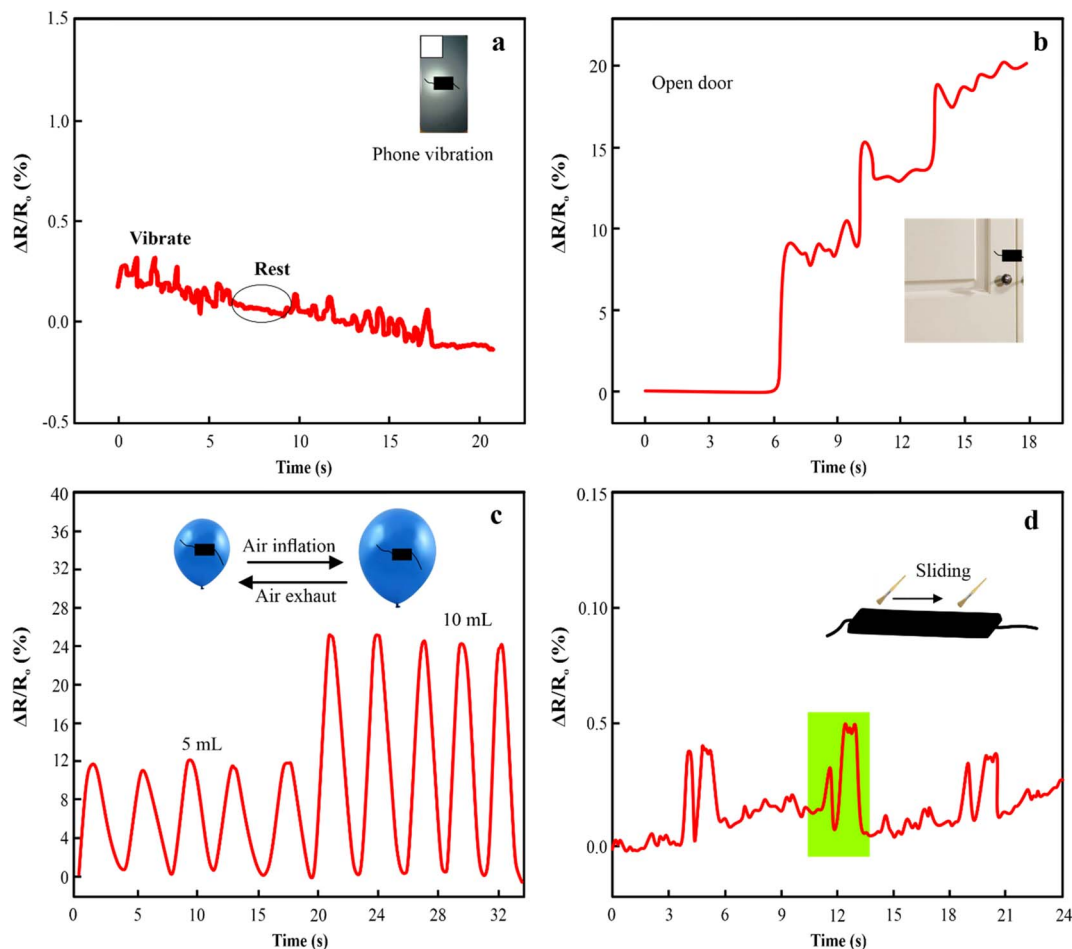 a
1.5
1.0
0.5
0.0
-0.5
ΔR/Rₒ (%)
Phone vibration
Vibrate
Rest
0 5 10 15 20
Time (s)
b
20
15
10
5
0
ΔR/Rₒ (%)
Open door
0 3 6 9 12 15 18
Time (s)
c
40
36
32
28
24
20
16
12
8
4
0
ΔR/Rₒ (%)
Air inflation
Air exhaut
10 mL
5 mL
0 5 10 15 20 24 28 32
Time (s)
d
0.15
0.10
0.5
0.0
ΔR/Rₒ (%)
Sliding
0 3 6 9 12 15 18 21 24
Time (s)